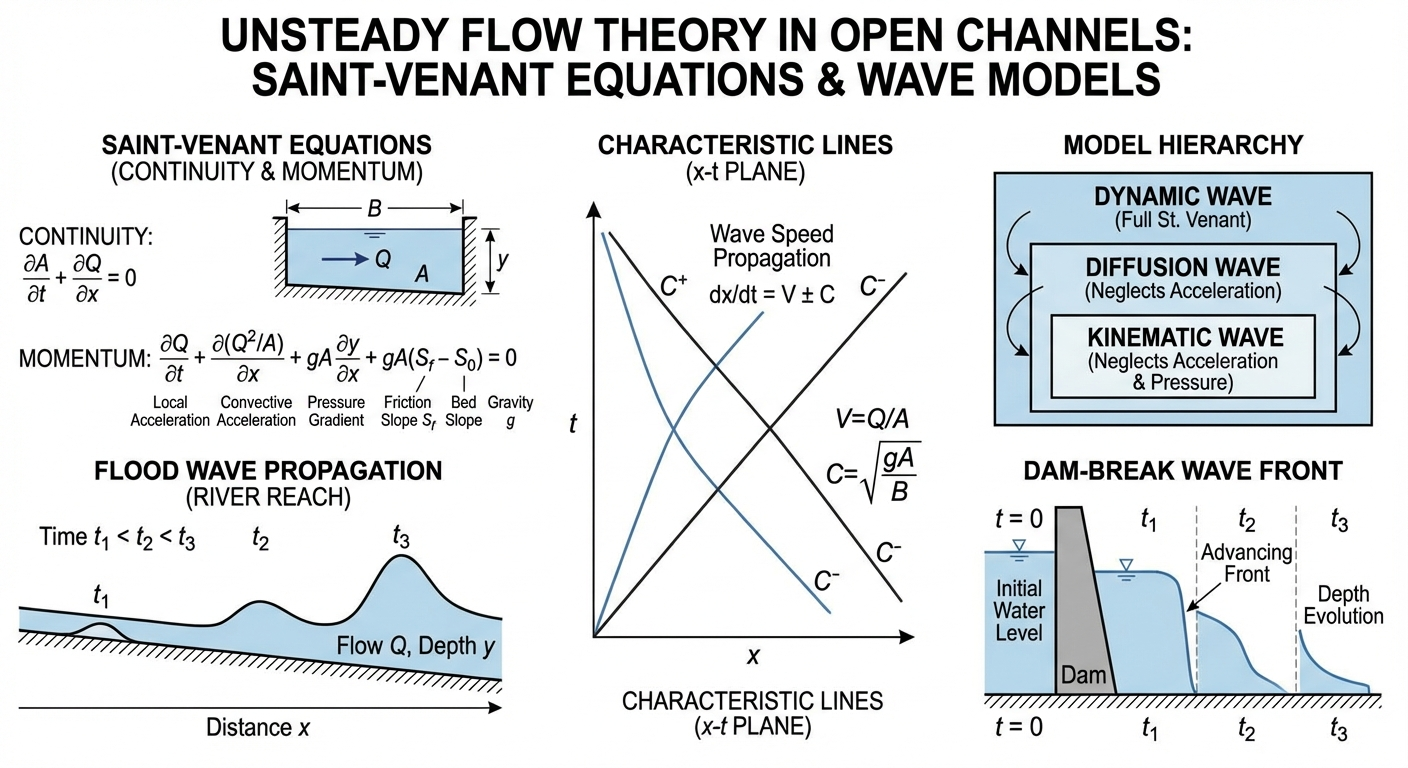 UNSTEADY FLOW THEORY IN OPEN CHANNELS:
SAINT-VENANT EQUATIONS & WAVE MODELS
SAINT-VENANT EQUATIONS
(CONTINUITY & MOMENTUM)
B
CONTINUITY:
∂A/∂t + ∂Q/∂x = 0
Q
A
y
MOMENTUM: ∂Q/∂t + ∂(Q²/A)/∂x + gA ∂y/∂x + gA(S_f – S₀) = 0
Local Acceleration
Convective Acceleration
Pressure Gradient
Friction Slope S_f
Bed Slope
Gravity g
FLOOD WAVE PROPAGATION
(RIVER REACH)
Time t₁ < t₂ < t₃
t₂
t₃
t₁
Flow Q, Depth y
Distance x
CHARACTERISTIC LINES
(x-t PLANE)
Wave Speed
Propagation
dx/dt = V ± C
C⁺
C⁻
V=Q/A
C=√(gA/B)
t
C⁻
C⁻
x
CHARACTERISTIC LINES
(x-t PLANE)
MODEL HIERARCHY
DYNAMIC WAVE
(Full St. Venant)
DIFFUSION WAVE
(Neglects Acceleration)
KINEMATIC WAVE
(Neglects Acceleration
& Pressure)
DAM-BREAK WAVE FRONT
t = 0
t₁
t₂
t₃
Advancing
Front
Initial
Water
Level
Depth
Evolution
Dam
t = 0
t₁
t₂
t₃